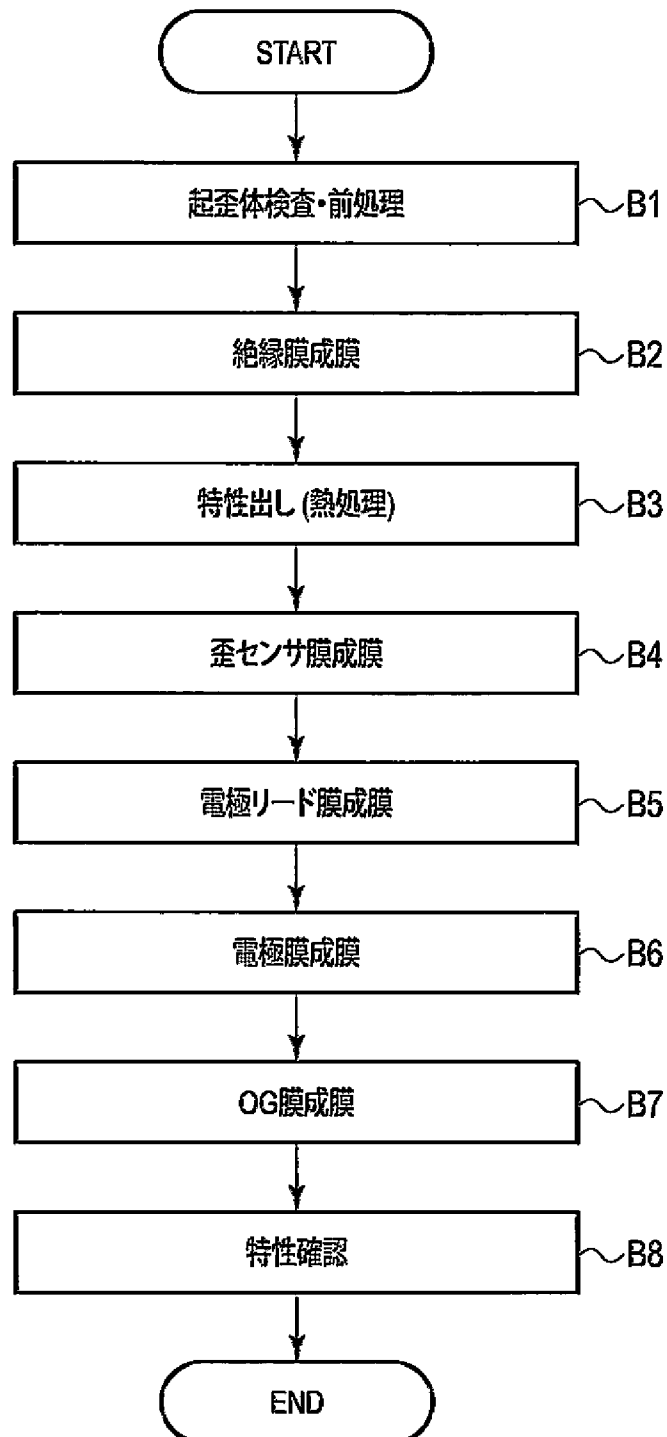 START
起歪体検査・前処理
B1
絶縁膜成膜
B2
特性出し (熱処理)
B3
歪センサ膜成膜
B4
電極リード膜成膜
B5
電極膜成膜
B6
OG膜成膜
B7
特性確認
B8
END